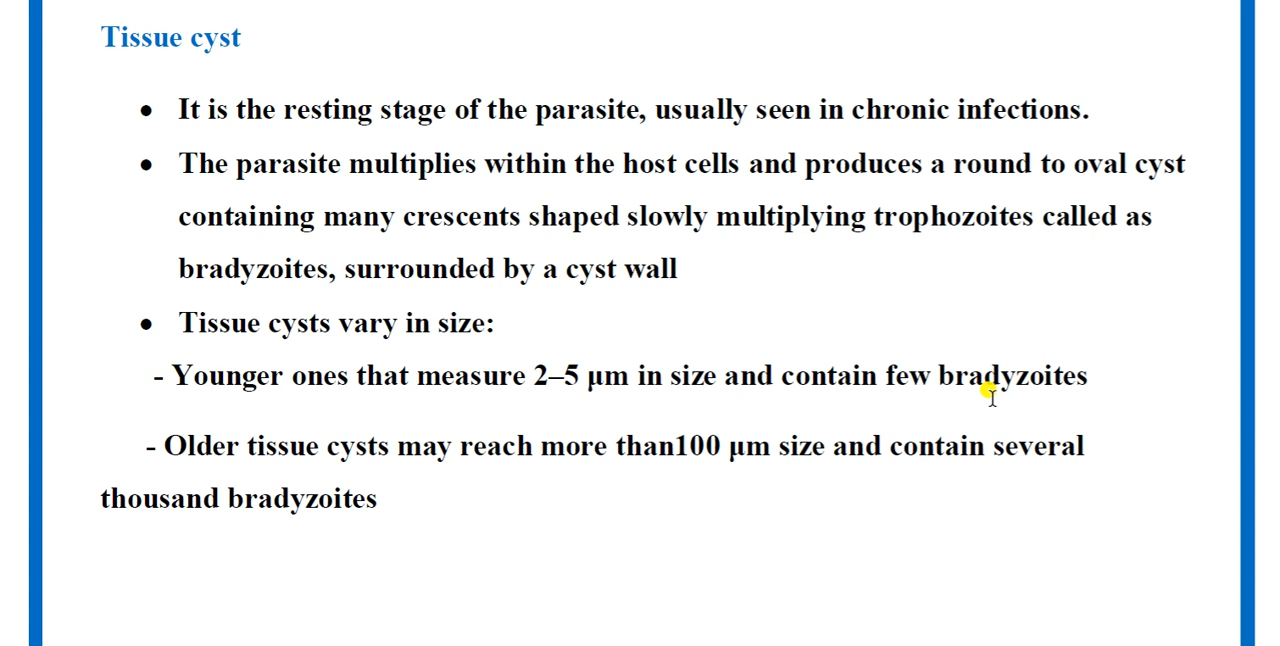 Tissue cyst
• It is the resting stage of the parasite, usually seen in chronic infections.
• The parasite multiplies within the host cells and produces a round to oval cyst
containing many crescents shaped slowly multiplying trophozoites called as
bradyzoites, surrounded by a cyst wall
• Tissue cysts vary in size:
- Younger ones that measure 2–5 μm in size and contain few bradyzoites
- Older tissue cysts may reach more than100 μm size and contain several
thousand bradyzoites